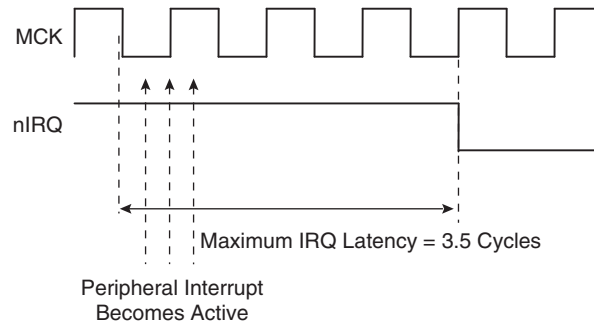 MCK
nIRQ
Maximum IRQ Latency = 3.5 Cycles
Peripheral Interrupt
Becomes Active